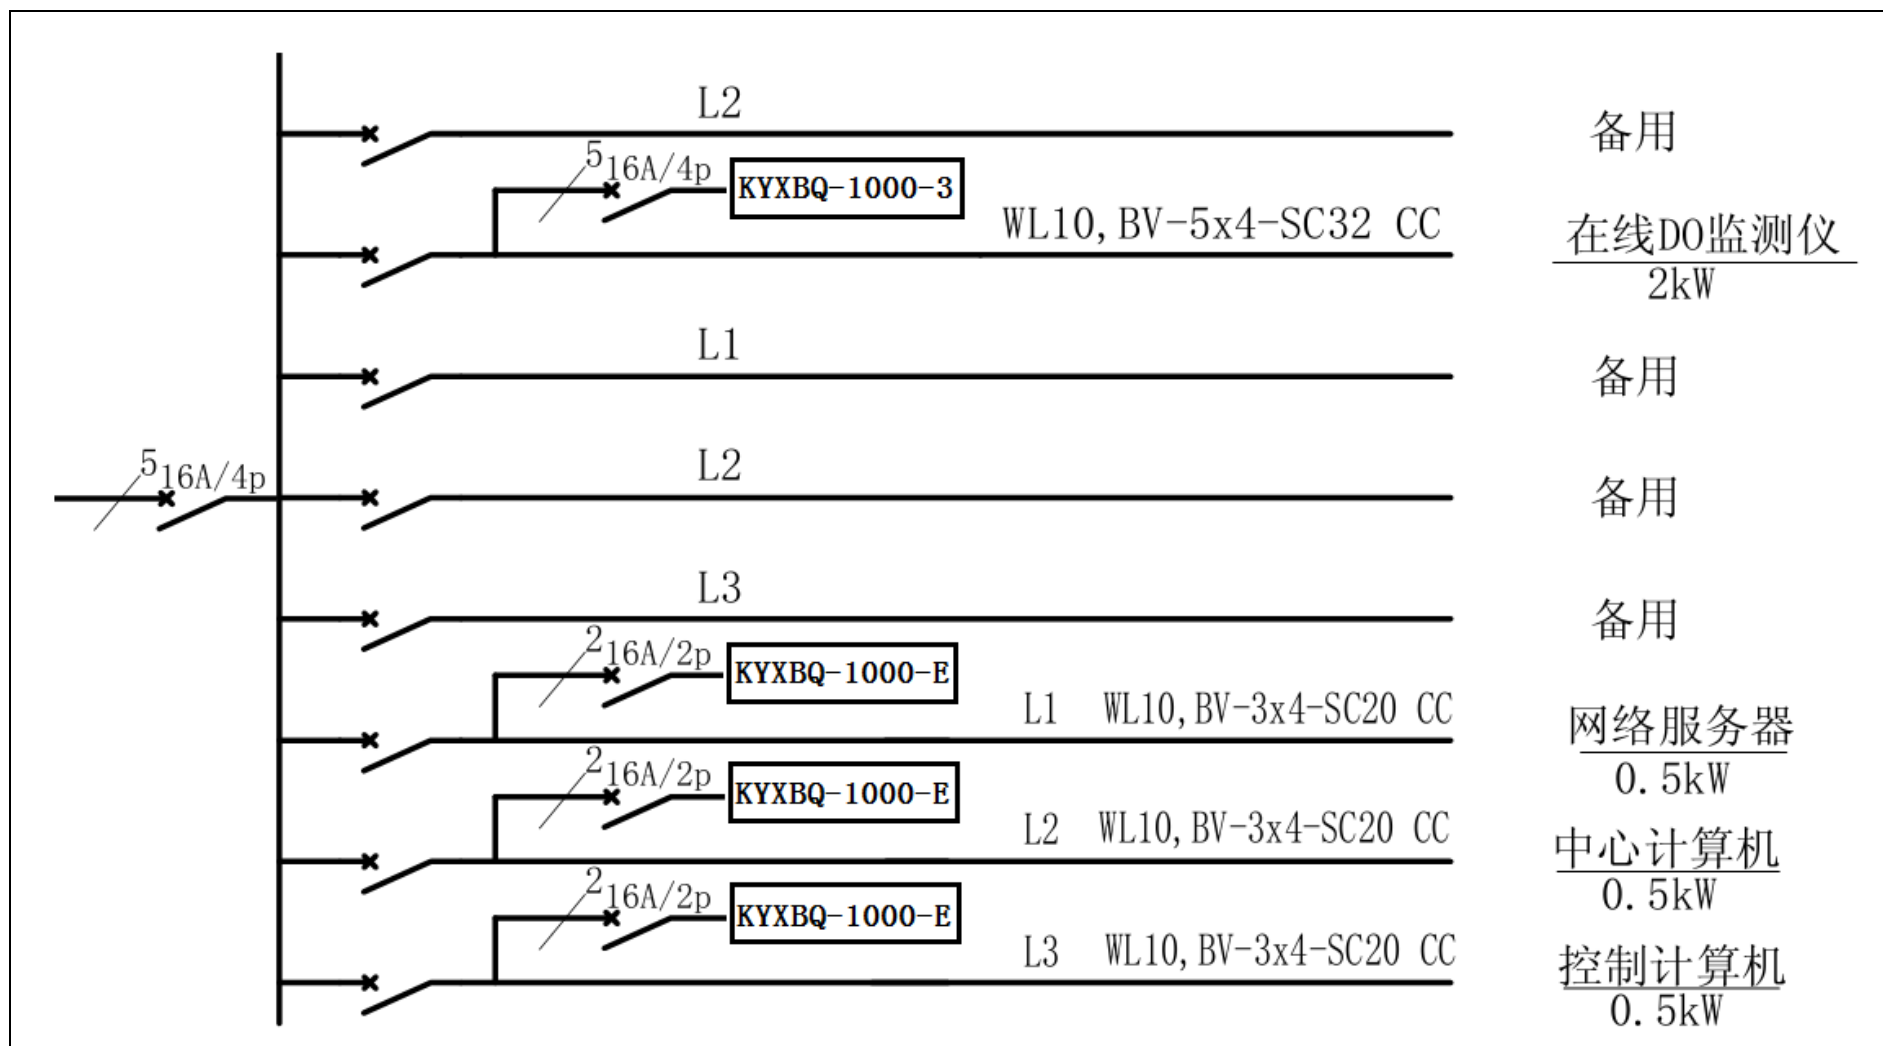 L2
备用
5 16A/4p
KYXBQ-1000-3
WL10,BV-5x4-SC32 CC
在线DO监测仪
2kW
L1
备用
5 16A/4p
L2
备用
L3
备用
2 16A/2p
KYXBQ-1000-E
L1 WL10,BV-3x4-SC20 CC
网络服务器
0.5kW
2 16A/2p
KYXBQ-1000-E
L2 WL10,BV-3x4-SC20 CC
中心计算机
0.5kW
2 16A/2p
KYXBQ-1000-E
L3 WL10,BV-3x4-SC20 CC
控制计算机
0.5kW